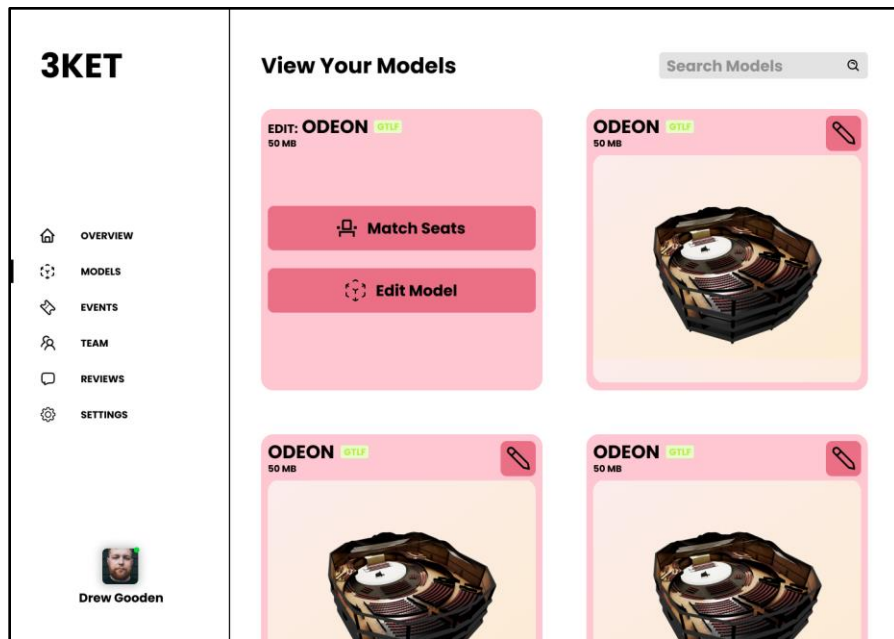 3KET
View Your Models
Search Models
EDIT: ODEON GTLF
50 MB
Match Seats
Edit Model
ODEON GTLF
50 MB
OVERVIEW
MODELS
EVENTS
TEAM
REVIEWS
SETTINGS
ODEON GTLF
50 MB
ODEON GTLF
50 MB
Drew Gooden